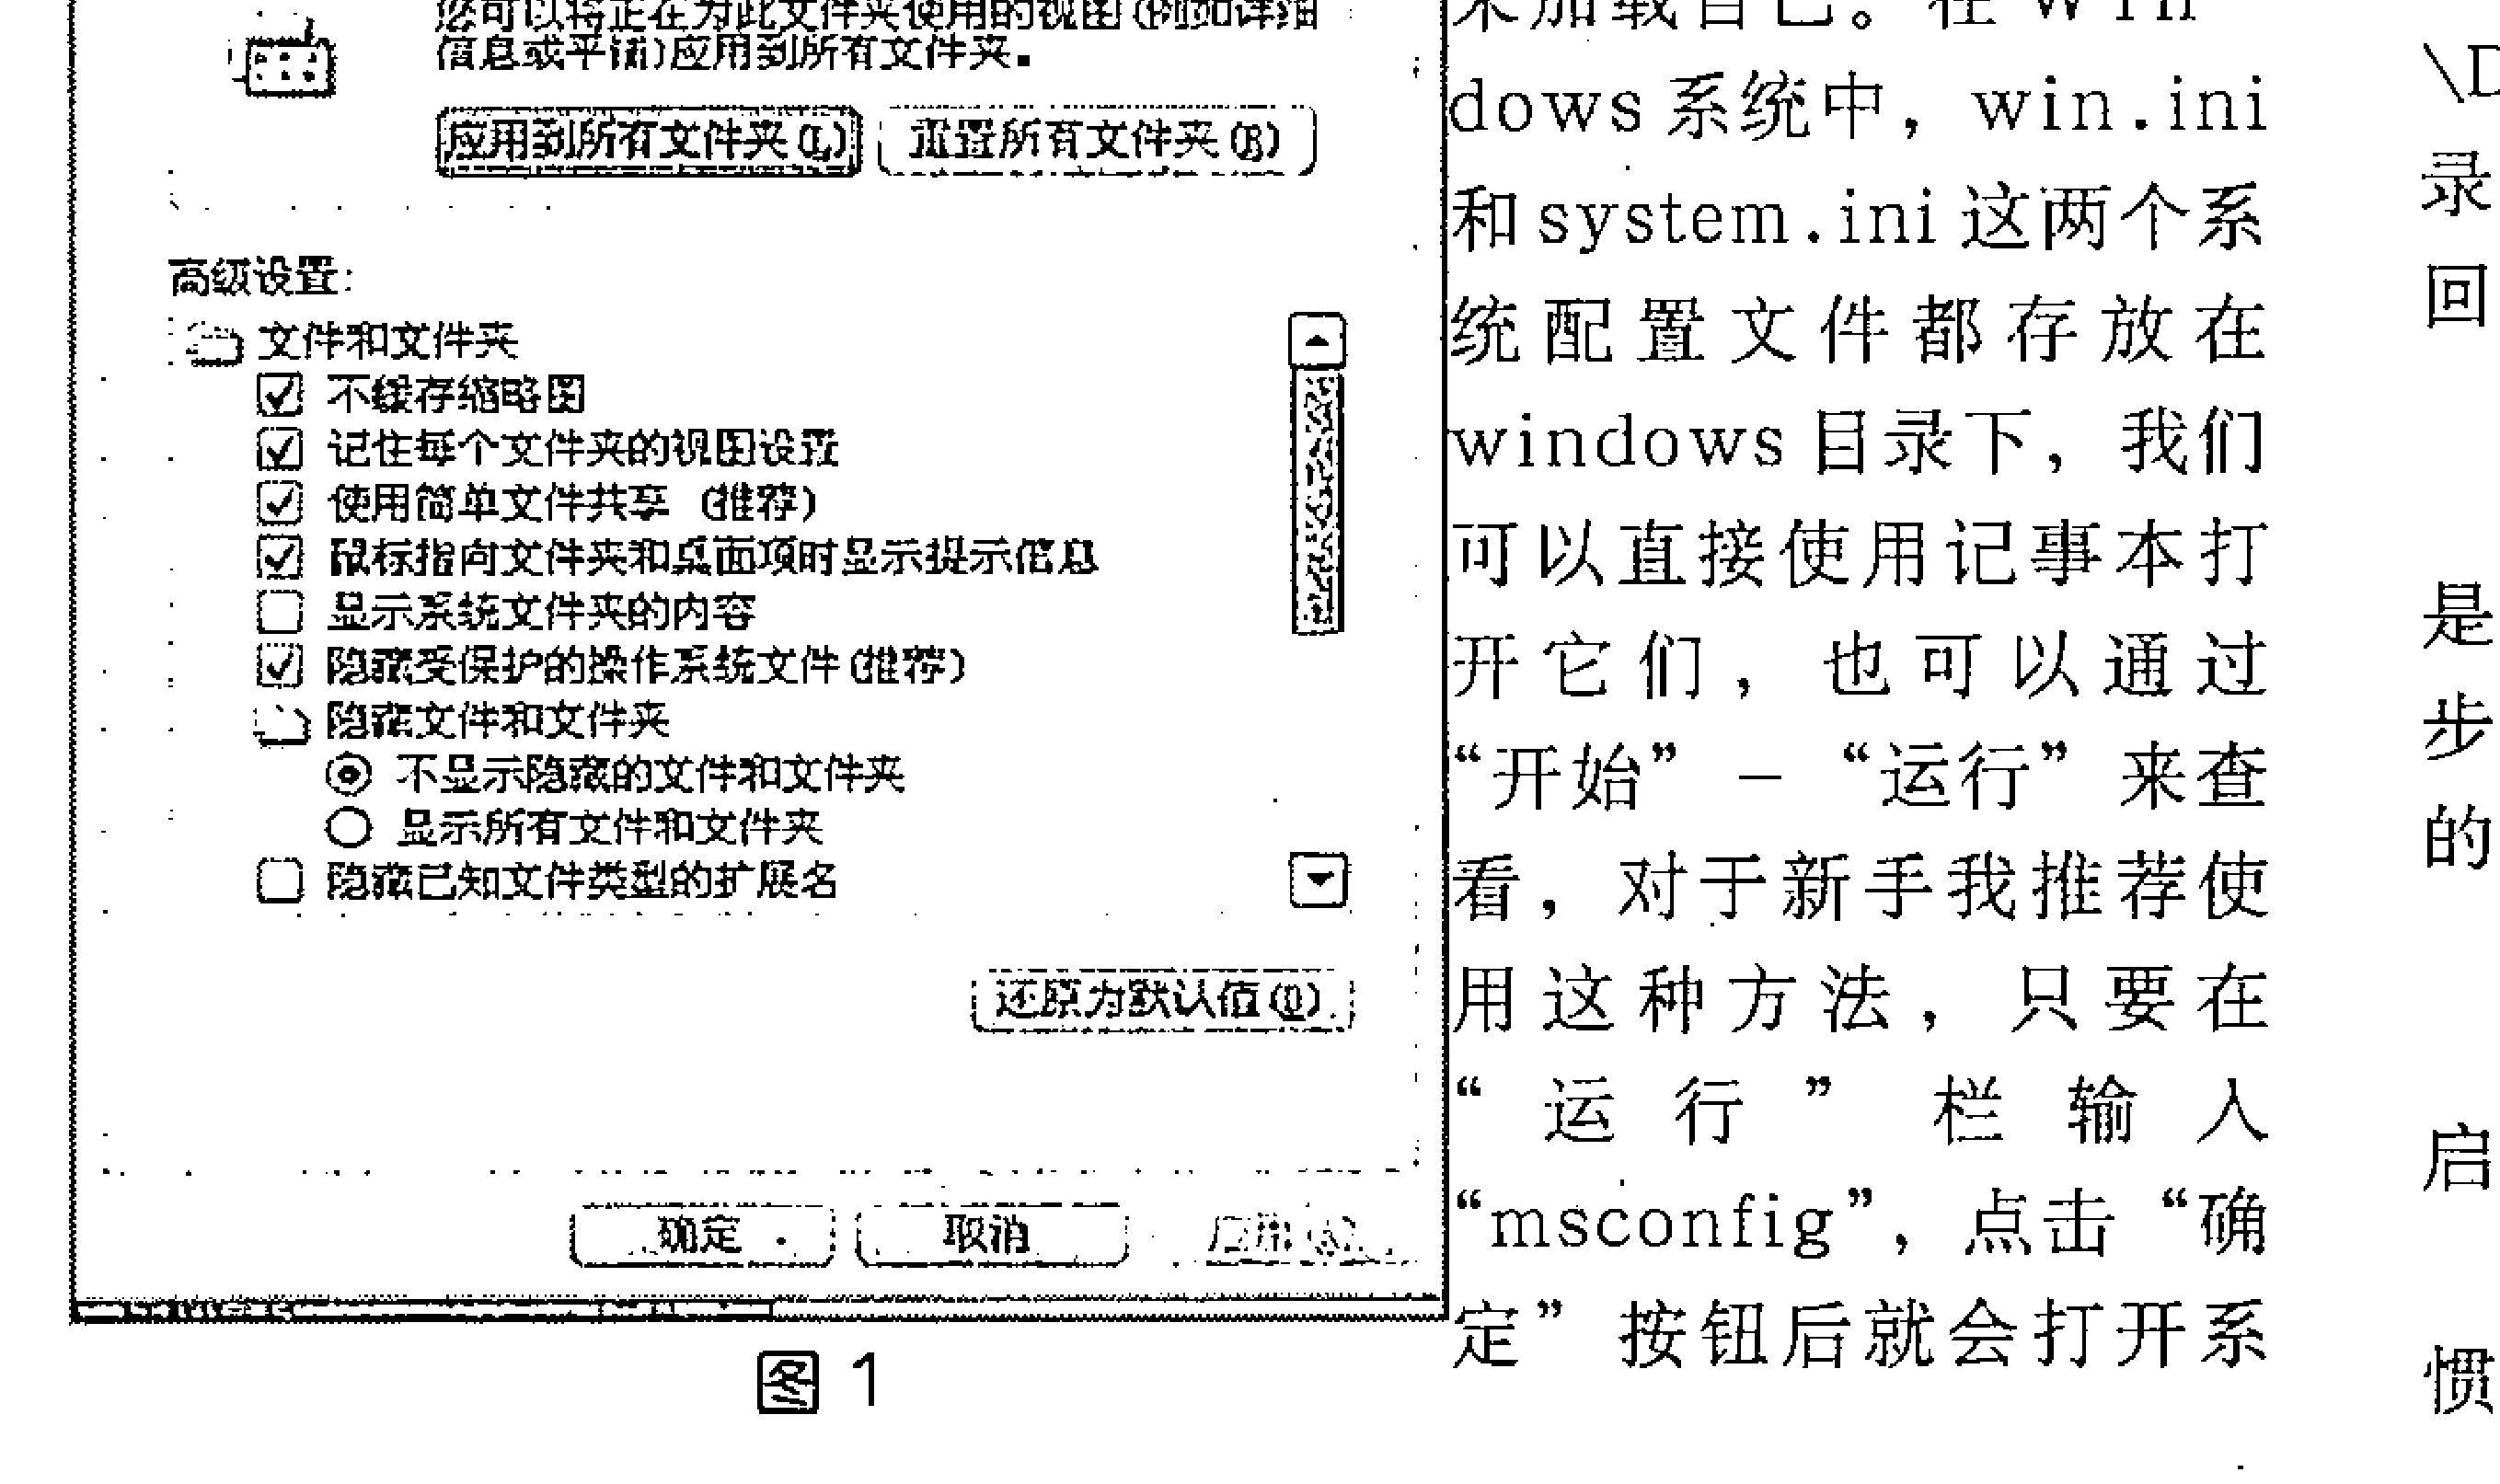 您可以将正在为此文件夹使用的视图(例如详细
信息或平铺)应用到所有文件夹。
应用到所有文件夹(L) 重置所有文件夹(R)
高级设置:
文件和文件夹
不缓存缩略图
记住每个文件夹的视图设置
使用简单文件共享 (推荐)
鼠标指向文件夹和桌面项时显示提示信息
显示系统文件夹的内容
隐藏受保护的操作系统文件(推荐)
隐藏文件和文件夹
不显示隐藏的文件和文件夹
显示所有文件和文件夹
隐藏已知文件类型的扩展名
还原为默认值(D)
确定 取消 应用(A)
图 1
来加载自己。在 Win-
dows 系统中，win.ini
和 system.ini 这两个系
统配置文件都存放在
windows 目录下，我们
可以直接使用记事本打
开它们，也可以通过
“开始”–“运行”来查
看，对于新手我推荐使
用这种方法，只要在
“运行”栏输入
“msconfig”，点击“确
定”按钮后就会打开系
录
回
是
步
的
启
惯